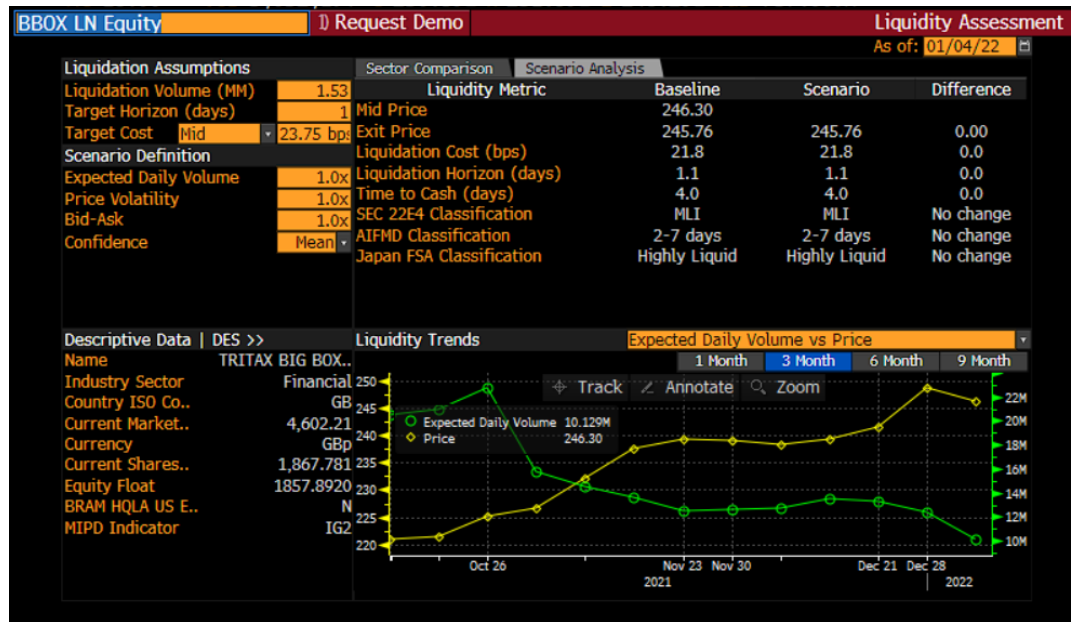 BBOX LN Equity 1) Request Demo Liquidity Assessment
As of: 01/04/22
Liquidation Assumptions Sector Comparison Scenario Analysis
Liquidation Volume (MM) 1.53 Liquidity Metric Baseline Scenario Difference
Target Horizon (days) 1 Mid Price 246.30
Target Cost Mid 23.75 bps Exit Price 245.76 245.76 0.00
Scenario Definition Liquidation Cost (bps) 21.8 21.8 0.0
Expected Daily Volume 1.0x Liquidation Horizon (days) 1.1 1.1 0.0
Price Volatility 1.0x Time to Cash (days) 4.0 4.0 0.0
Bid-Ask 1.0x SEC 22E4 Classification MLI MLI No change
Confidence Mean AIFMD Classification 2-7 days 2-7 days No change
Japan FSA Classification Highly Liquid Highly Liquid No change
Descriptive Data | DES >> Liquidity Trends Expected Daily Volume vs Price
Name TRITAX BIG BOX.. 1 Month 3 Month 6 Month 9 Month
Industry Sector Financial 250 Track Annotate Zoom
Country ISO Co.. GB 22M
Current Market.. 4,602.21 245 Expected Daily Volume 10.129M 20M
Currency GBp 240 Price 246.30 18M
Current Shares.. 1,867.781 235 16M
Equity Float 1857.8920 230 14M
BRAM HQLA US E.. N
MIPD Indicator IG2 225 12M
220 10M
Oct 26 Nov 23 Nov 30 Dec 21 Dec 28
2021 2022